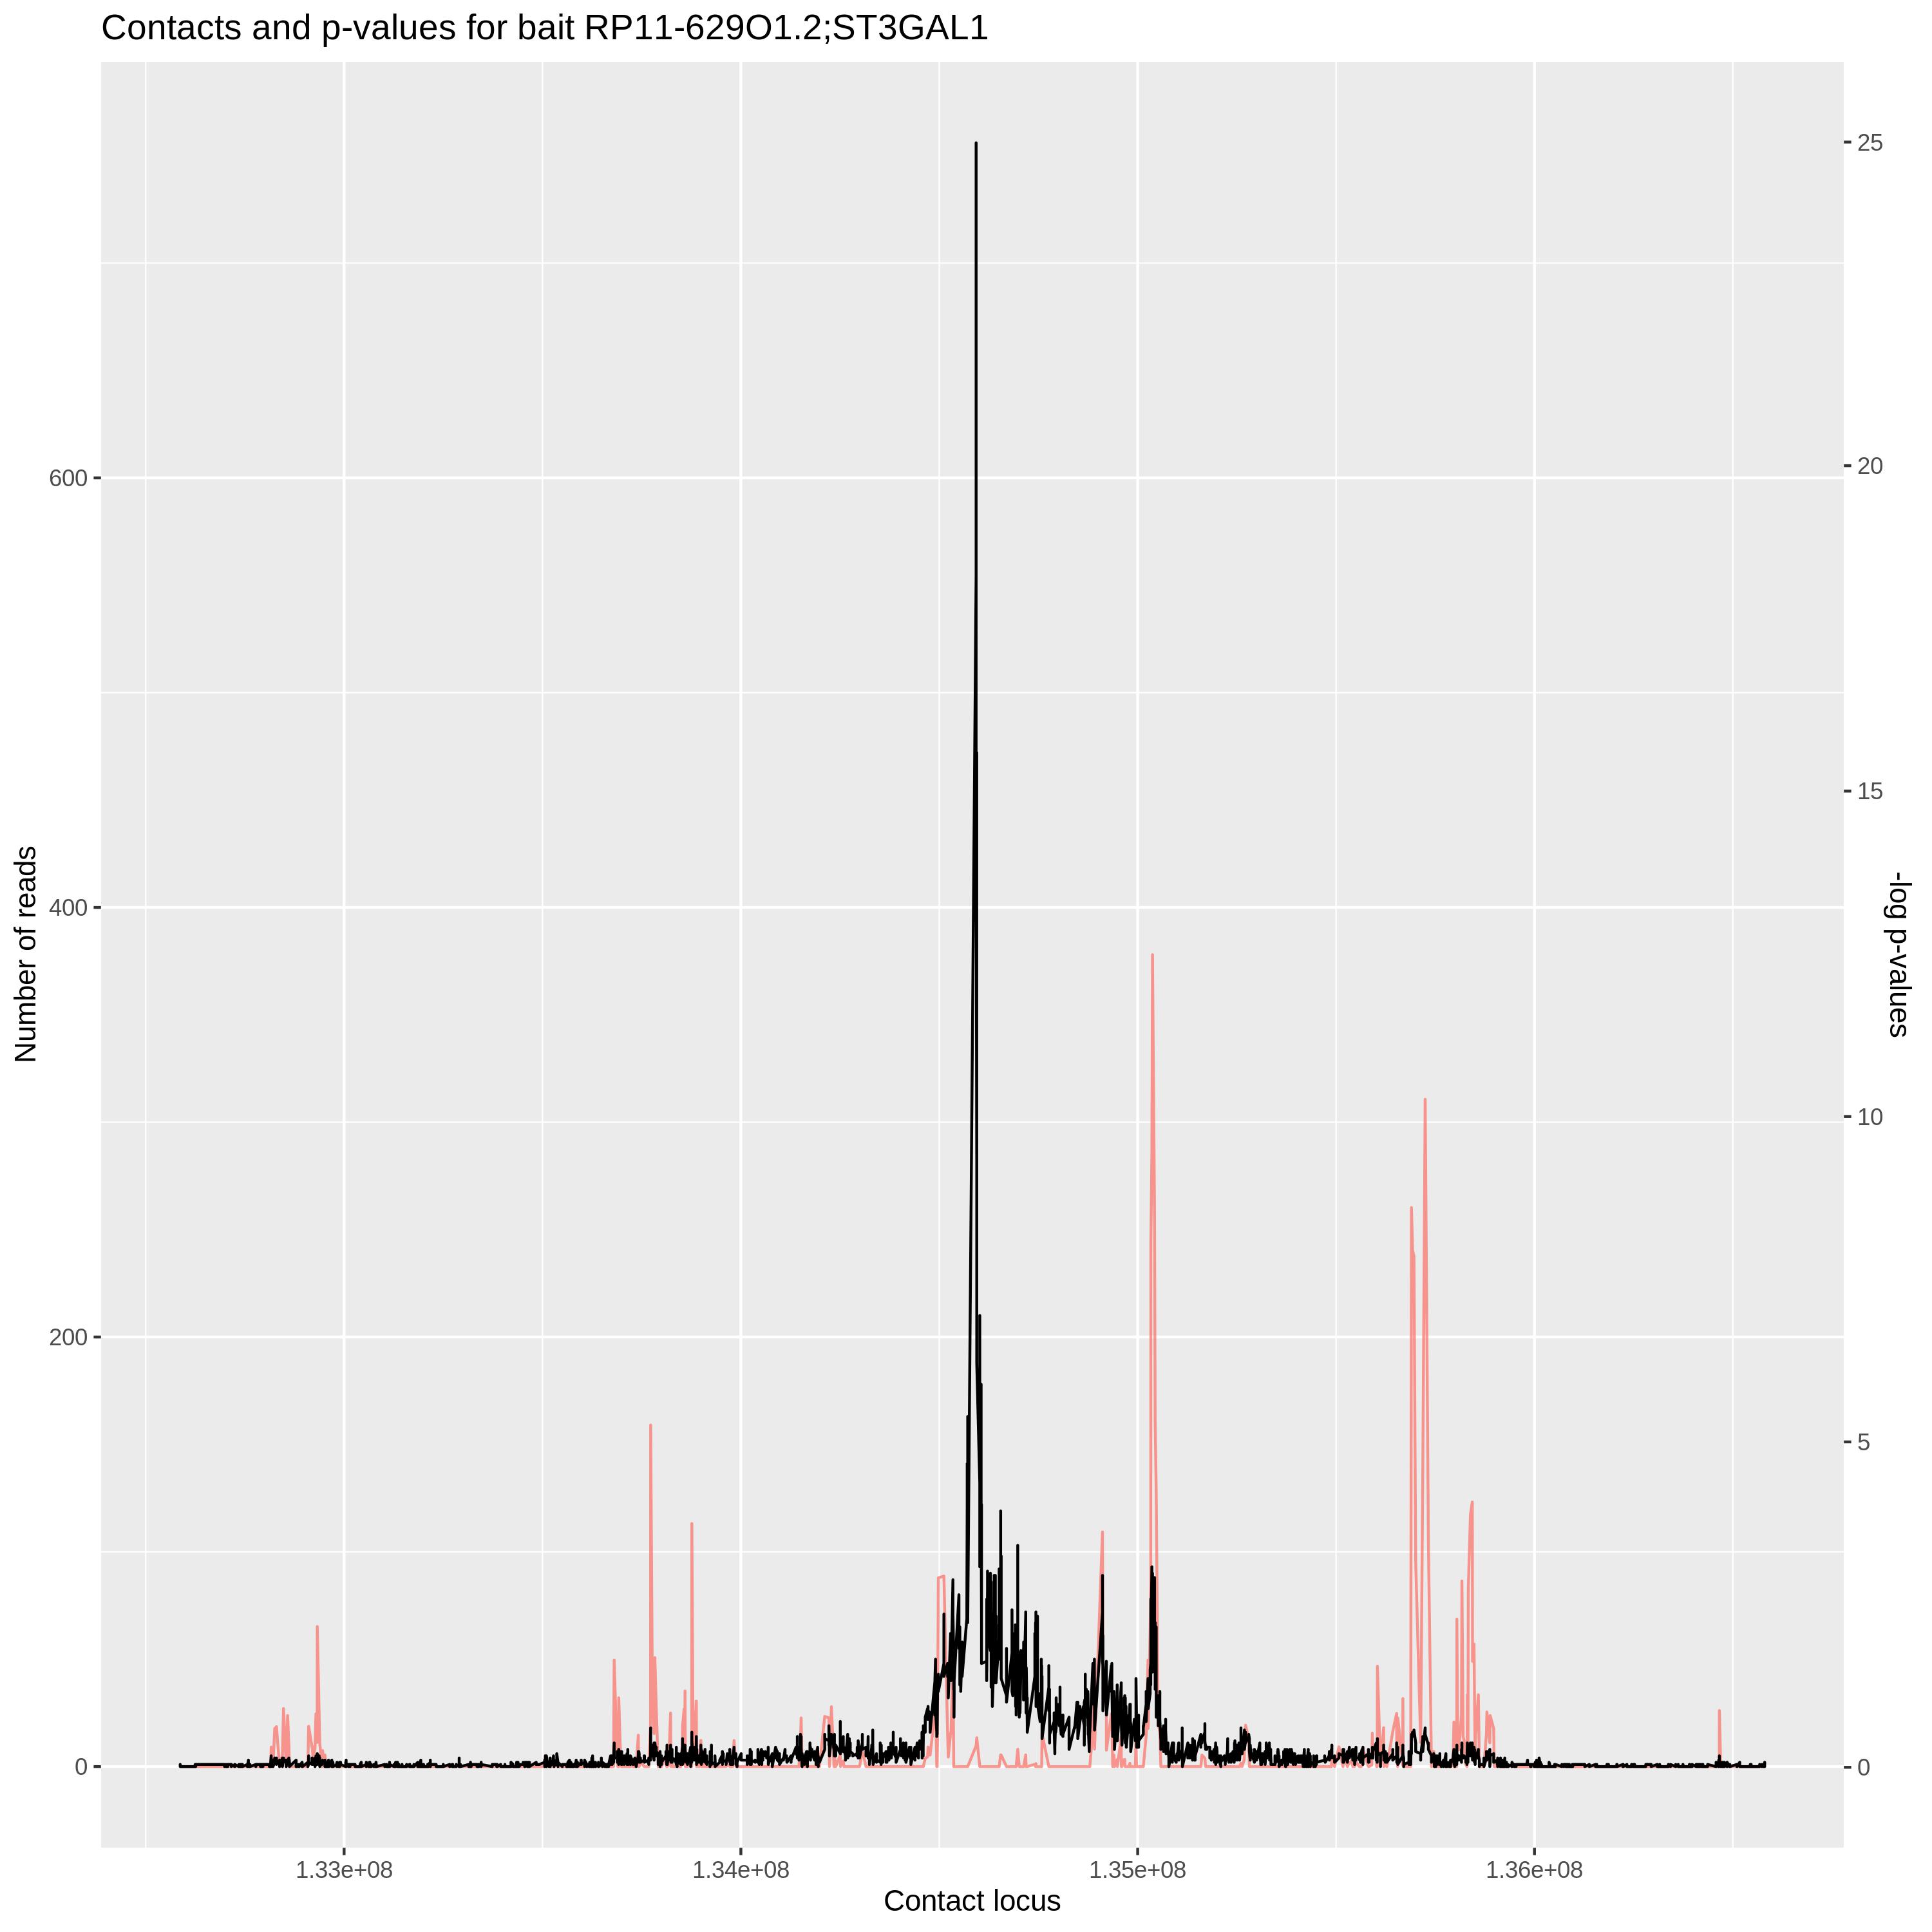 Contacts and p-values for bait RP11-629O1.2;ST3GAL1
25
600
20
15
400
Number of reads
-log p-values
10
200
5
0
0
1.33e+08
1.34e+08
1.35e+08
1.36e+08
Contact locus